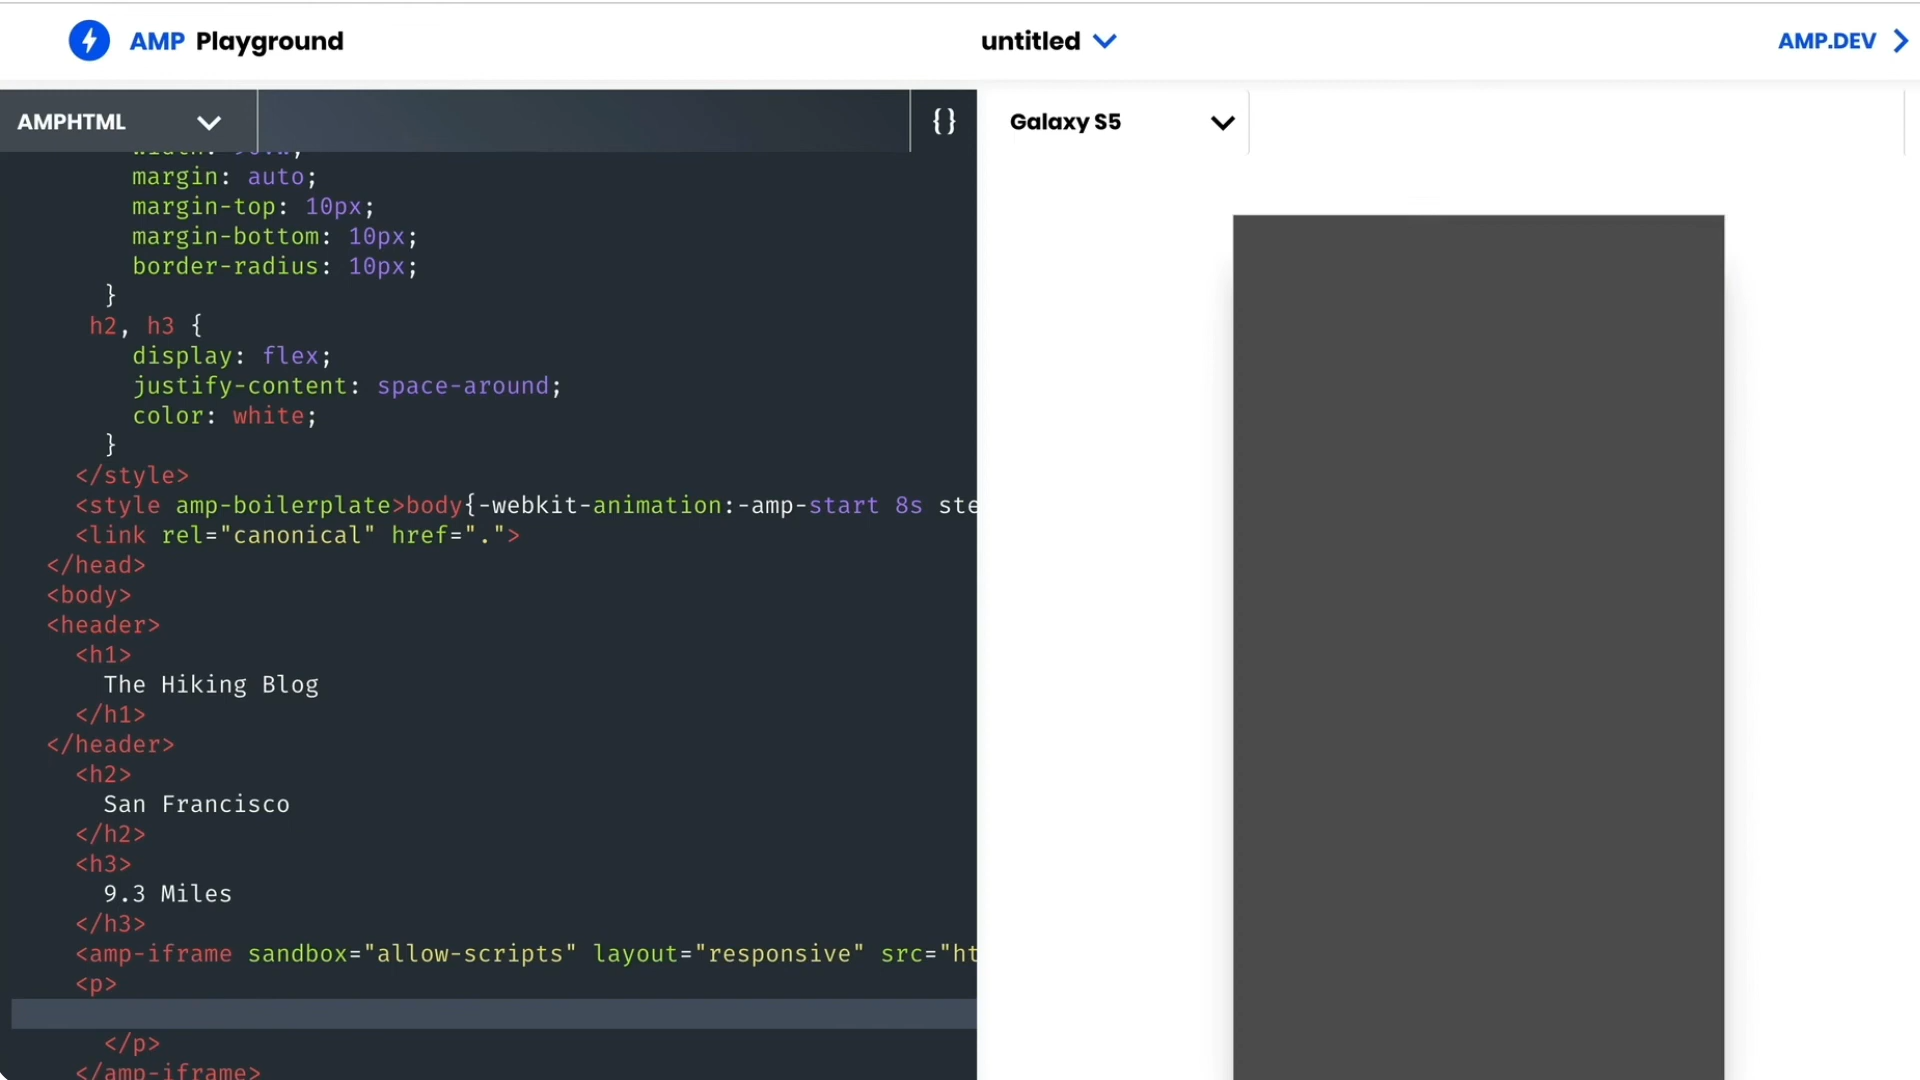 AMP Playground
untitled
AMP.DEV
AMPHTML
{}
Galaxy S5
margin: auto;
margin-top: 10px;
margin-bottom: 10px;
border-radius: 10px;
}
h2, h3 {
display: flex;
justify-content: space-around;
color: white;
}
</style>
<style amp-boilerplate>body{-webkit-animation:-amp-start 8s ste
<link rel="canonical" href=".">
</head>
<body>
<header>
<h1>
The Hiking Blog
</h1>
</header>
<h2>
San Francisco
</h2>
<h3>
9.3 Miles
</h3>
<amp-iframe sandbox="allow-scripts" layout="responsive" src="ht
<p>
</p>
</amp-iframe>